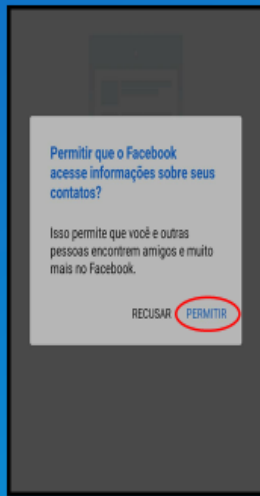 Permitir que o Facebook
acesse informações sobre seus
contatos?
Isso permite que você e outras
pessoas encontrem amigos e muito
mais no Facebook.
RECUSAR PERMITIR